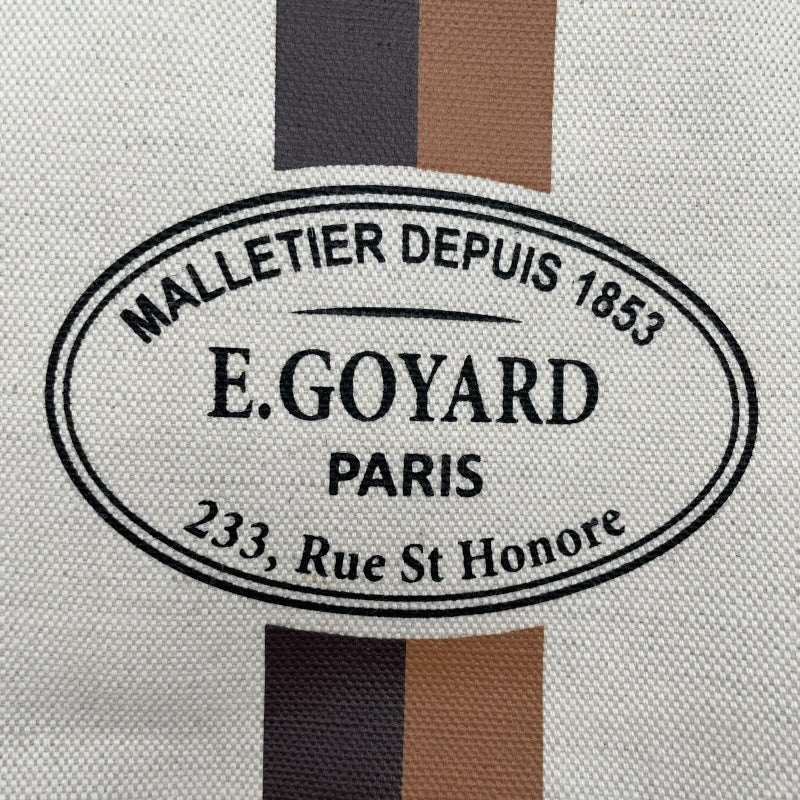 MALLETIER DEPUIS 1853
E.GOYARD
PARIS
233, Rue St Honore